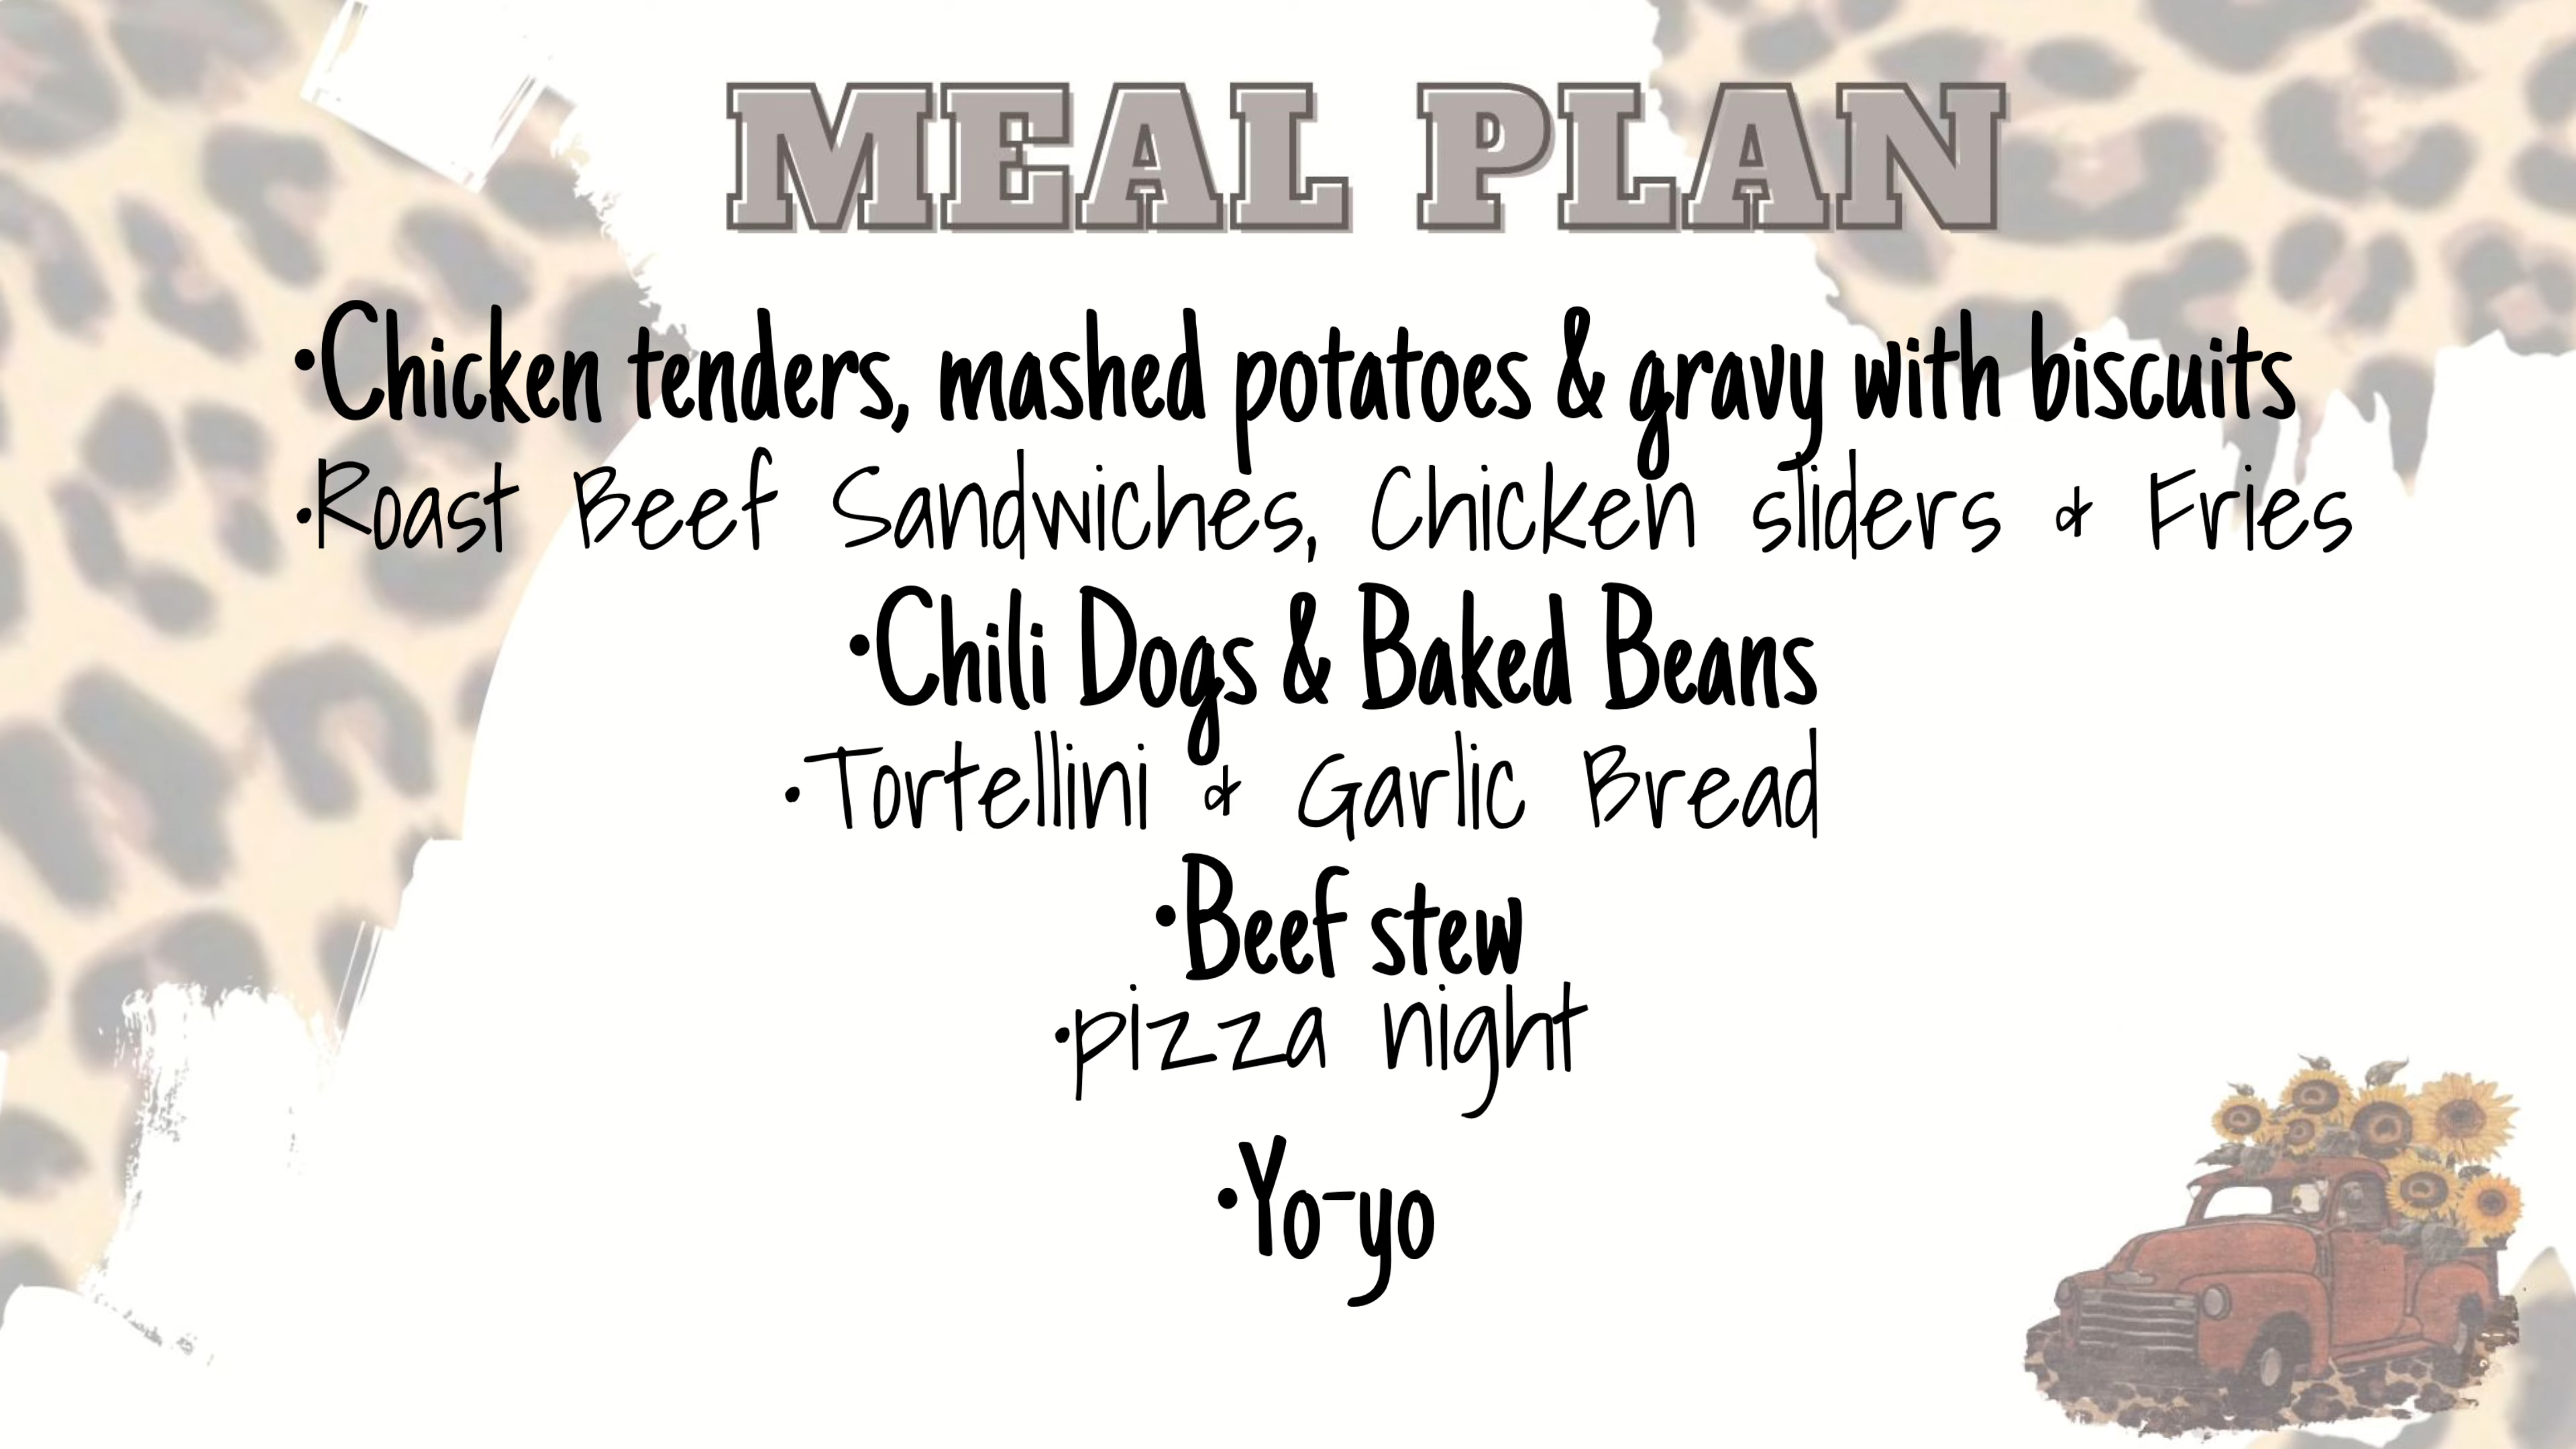 MEAL PLAN
•Chicken tenders, mashed potatoes & gravy with biscuits
•Roast Beef Sandwiches, Chicken sliders & Fries
•Chili Dogs & Baked Beans
•Tortellini & Garlic Bread
•Beef stew
•pizza night
•Yo-yo